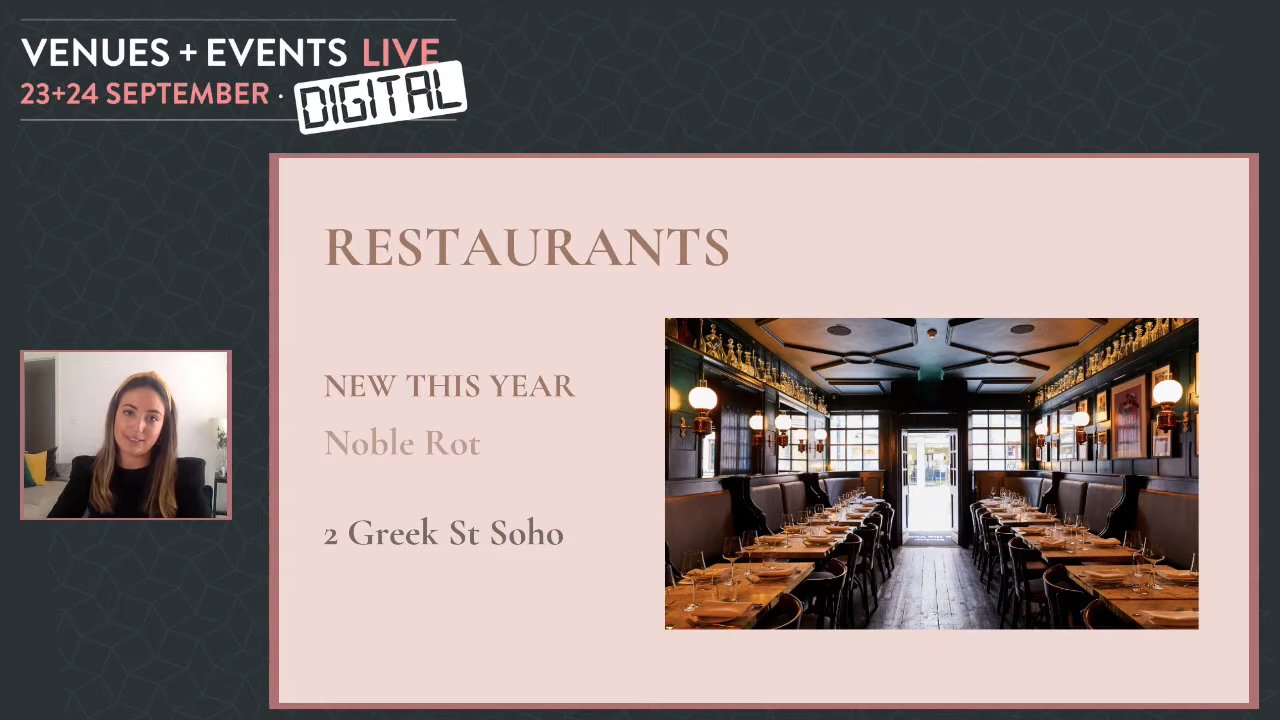 VENUES + EVENTS LIVE
23+24 SEPTEMBER · DIGITAL
RESTAURANTS
NEW THIS YEAR
Noble Rot
2 Greek St Soho